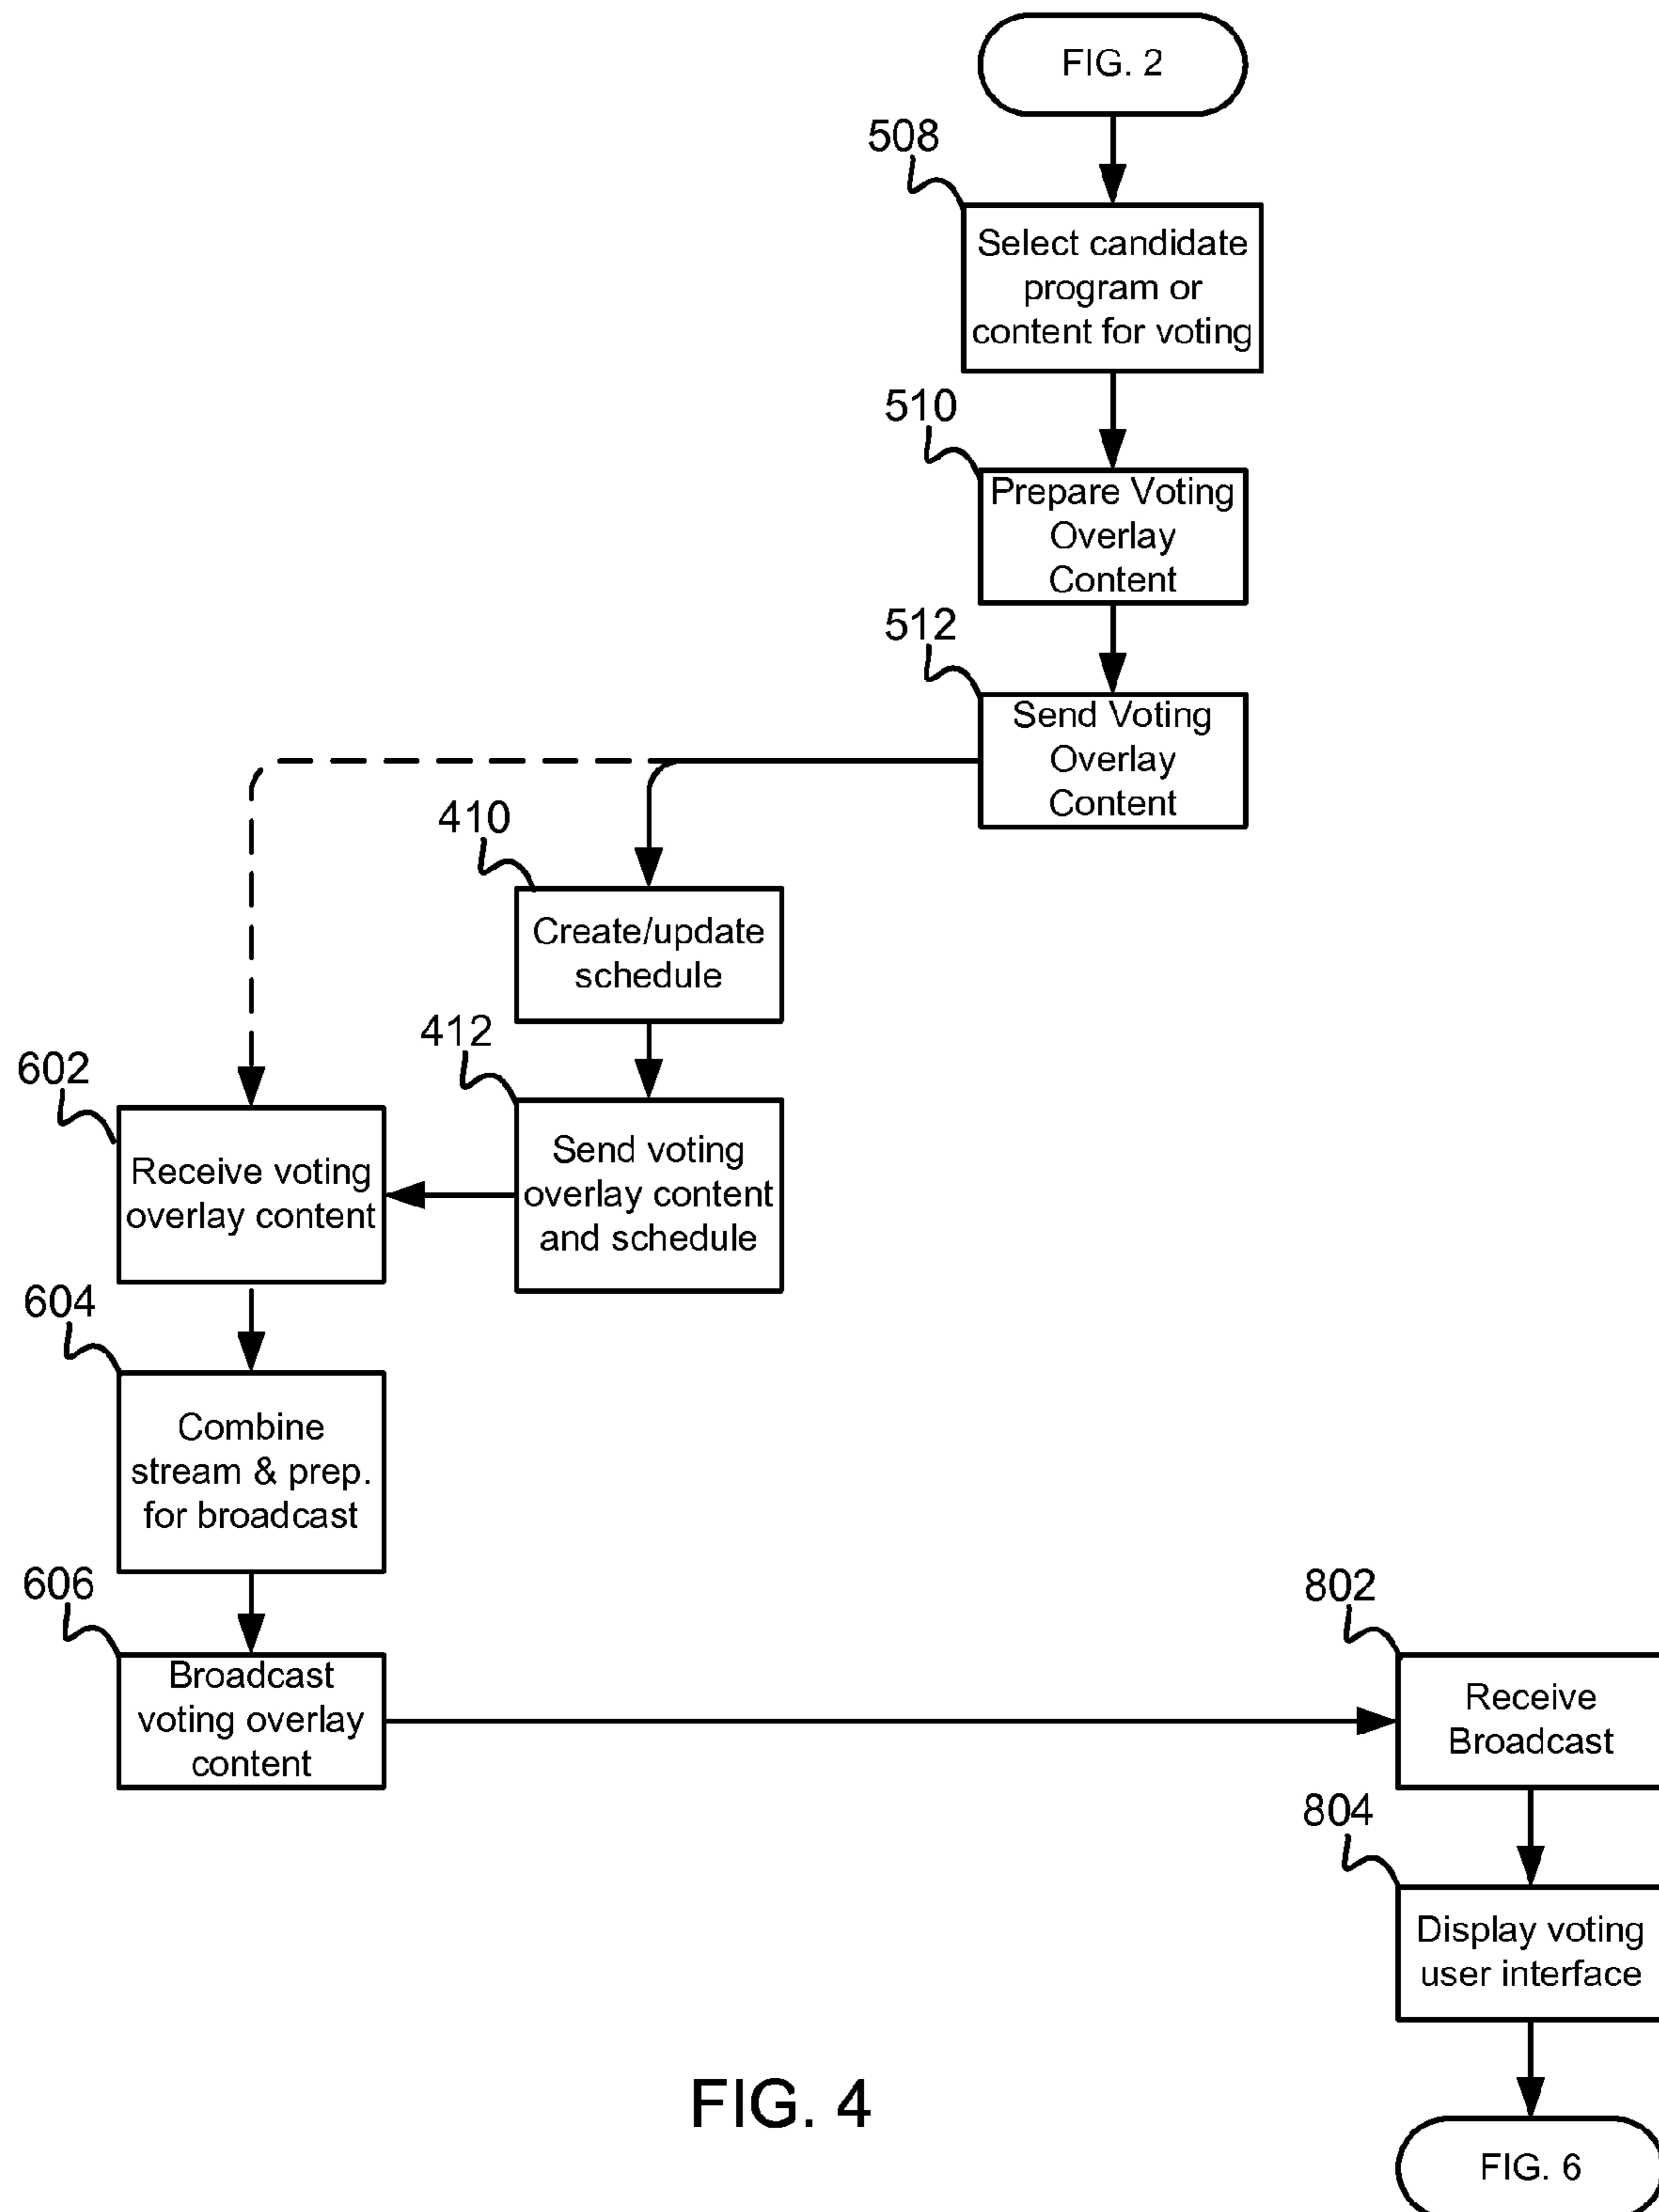 FIG. 2
508
Select candidate
program or
content for voting
510
Prepare Voting
Overlay
Content
512
Send Voting
Overlay
Content
410
Create/update
schedule
412
Send voting
overlay content
and schedule
602
Receive voting
overlay content
604
Combine
stream & prep.
for broadcast
606
Broadcast
voting overlay
content
802
Receive
Broadcast
804
Display voting
user interface
FIG. 4
FIG. 6